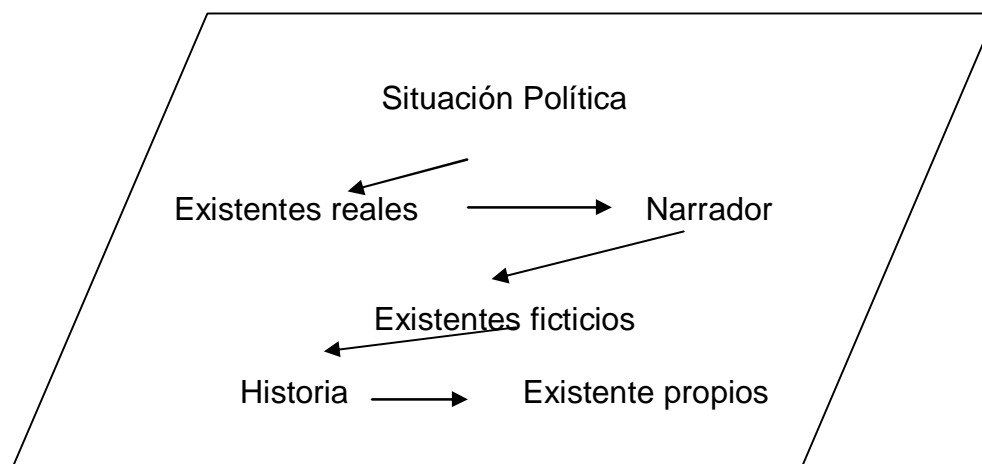 Situación Política
Existentes reales Narrador
Existentes ficticios
Historia Existente propios